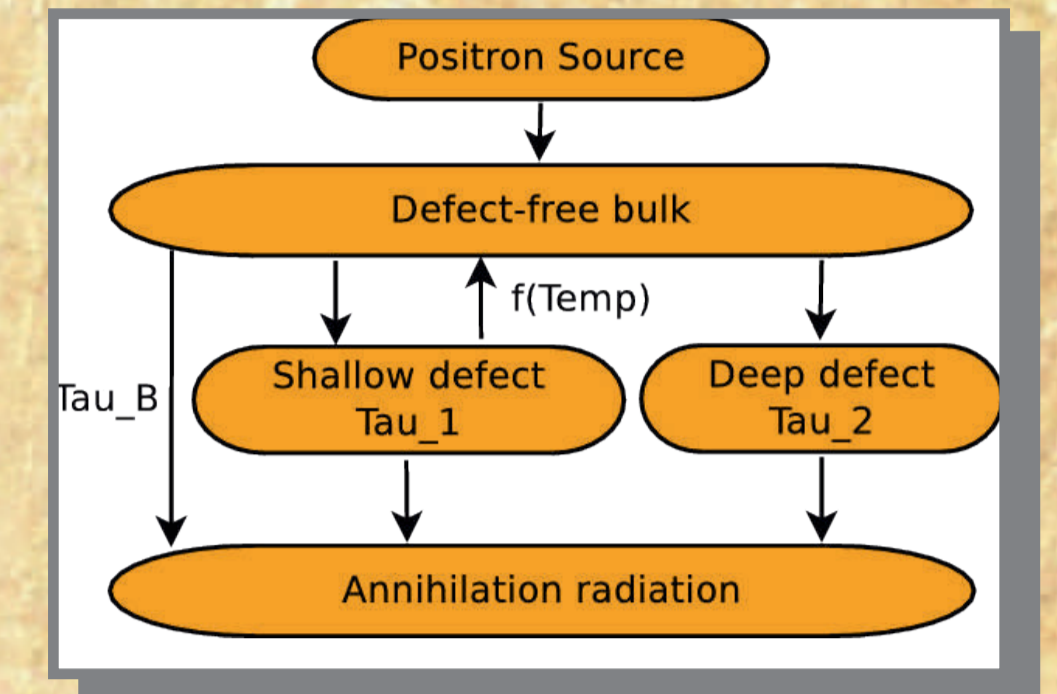 Positron Source
Defect-free bulk
f(Temp)
Tau_B
Shallow defect
Tau_1
Deep defect
Tau_2
Annihilation radiation